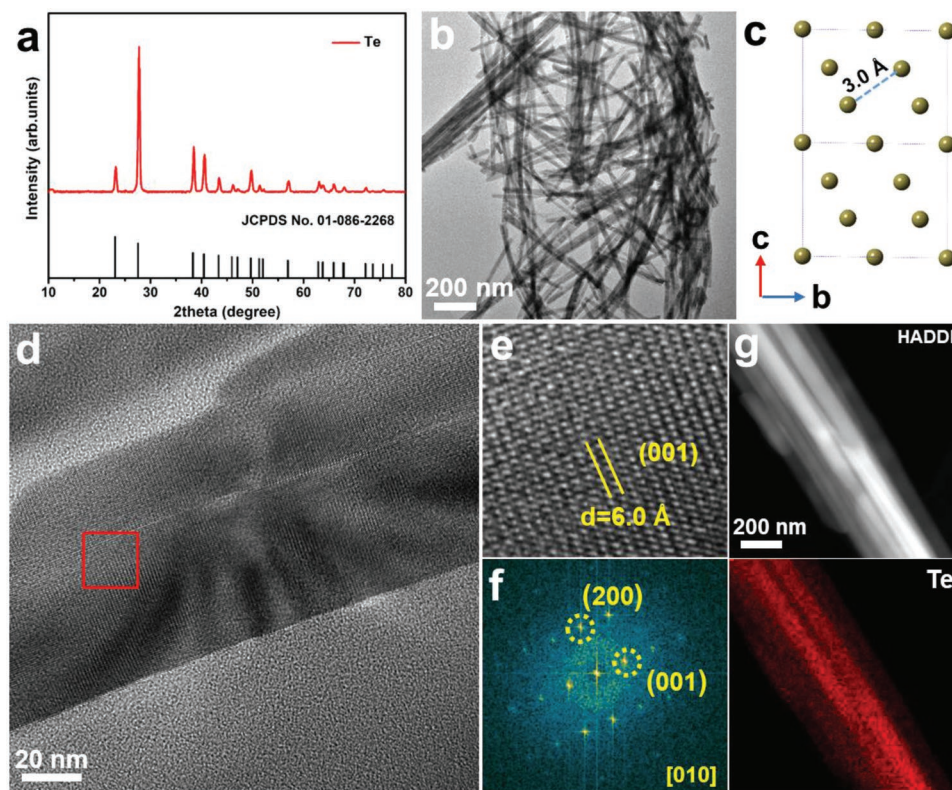 a
Te
Intensity (arb.units)
JCPDS No. 01-086-2268
10 20 30 40 50 60 70 80
2theta (degree)
b
200 nm
c
3.0 Å
c
b
d
20 nm
e
(001)
d=6.0 Å
f
(200)
(001)
[010]
g
HADDF
200 nm
Te